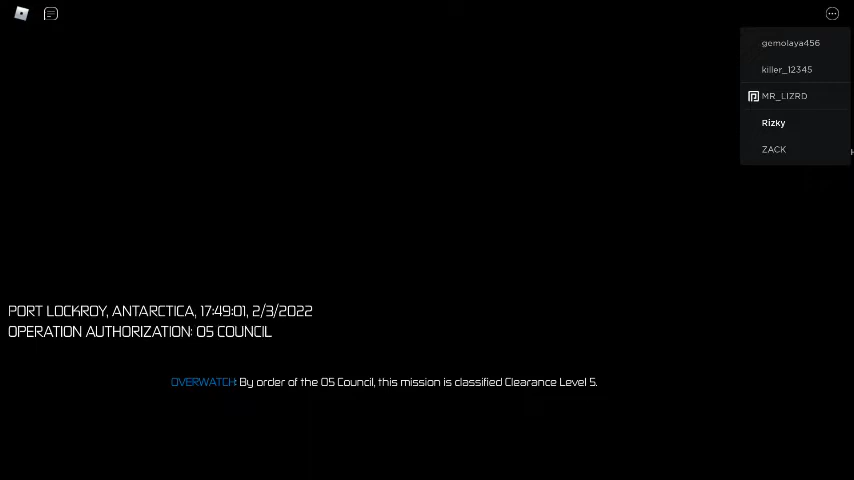 gemolaya456
killer_12345
MR_LIZRD
Rizky
ZACK
PORT LOCKROY, ANTARCTICA, 17:49:01, 2/3/2022
OPERATION AUTHORIZATION: O5 COUNCIL
OVERWATCH: By order of the O5 Council, this mission is classified Clearance Level 5.